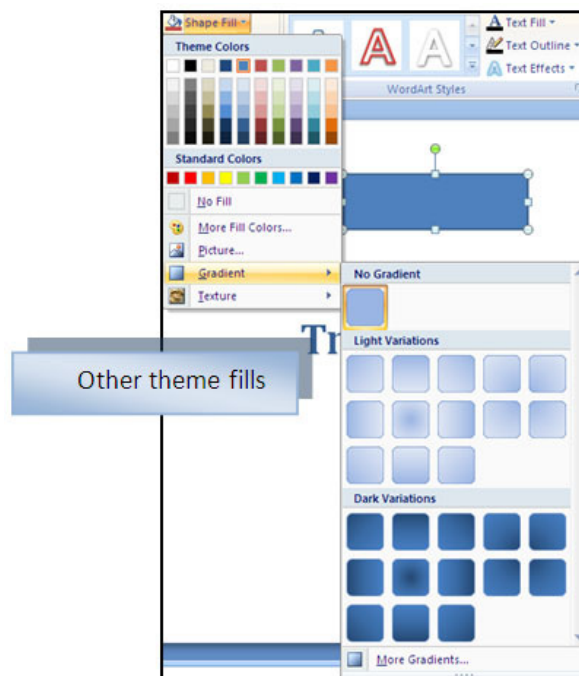 Shape Fill
Text Fill
Text Outline
Text Effects
WordArt Styles
Theme Colors
Standard Colors
No Fill
More Fill Colors...
Picture...
Gradient
Texture
No Gradient
Light Variations
Dark Variations
More Gradients...
Tr
Other theme fills